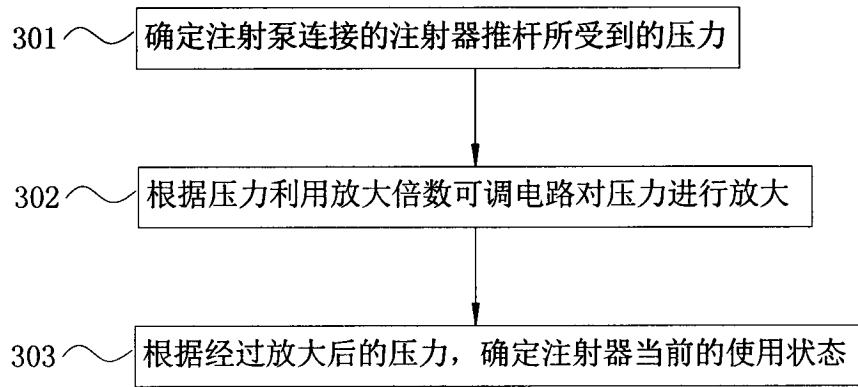 301 确定注射泵连接的注射器推杆所受到的压力
302 根据压力利用放大倍数可调电路对压力进行放大
303 根据经过放大后的压力，确定注射器当前的使用状态